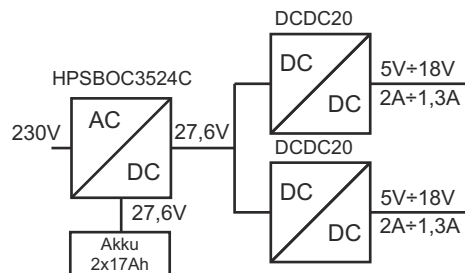 HPSBOC3524C
230V
AC
DC
27,6V
27,6V
Akku
2x17Ah
DCDC20
DC
DC
5V÷18V
2A÷1,3A
DCDC20
DC
DC
5V÷18V
2A÷1,3A